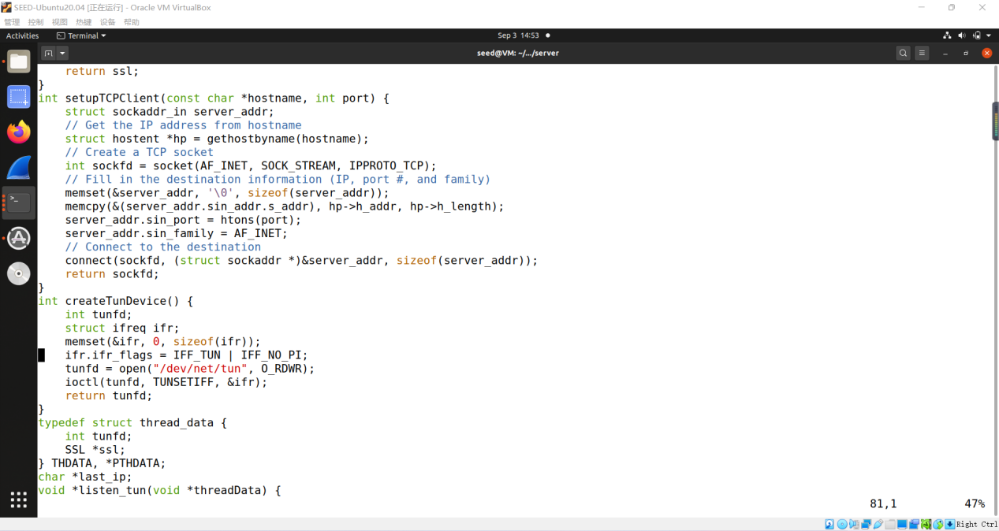 SEED-Ubuntu20.04 [正在运行] - Oracle VM VirtualBox
管理 控制 视图 热键 设备 帮助
Activities Terminal Sep 3 14:53
seed@VM: ~/.../server
    return ssl;
}
int setupTCPClient(const char *hostname, int port) {
    struct sockaddr_in server_addr;
    // Get the IP address from hostname
    struct hostent *hp = gethostbyname(hostname);
    // Create a TCP socket
    int sockfd = socket(AF_INET, SOCK_STREAM, IPPROTO_TCP);
    // Fill in the destination information (IP, port #, and family)
    memset(&server_addr, '\0', sizeof(server_addr));
    memcpy(&(server_addr.sin_addr.s_addr), hp->h_addr, hp->h_length);
    server_addr.sin_port = htons(port);
    server_addr.sin_family = AF_INET;
    // Connect to the destination
    connect(sockfd, (struct sockaddr *)&server_addr, sizeof(server_addr));
    return sockfd;
}
int createTunDevice() {
    int tunfd;
    struct ifreq ifr;
    memset(&ifr, 0, sizeof(ifr));
    ifr.ifr_flags = IFF_TUN | IFF_NO_PI;
    tunfd = open("/dev/net/tun", O_RDWR);
    ioctl(tunfd, TUNSETIFF, &ifr);
    return tunfd;
}
typedef struct thread_data {
    int tunfd;
    SSL *ssl;
} THDATA, *PTHDATA;
char *last_ip;
void *listen_tun(void *threadData) {
81,1 47%
Right Ctrl